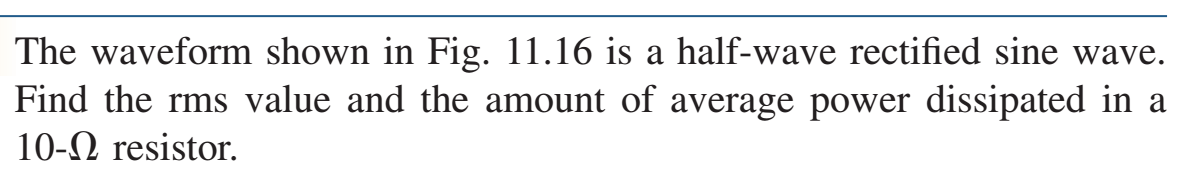 The waveform shown in Fig. 11.16 is a half-wave rectified sine wave.
Find the rms value and the amount of average power dissipated in a
10-Ω resistor.